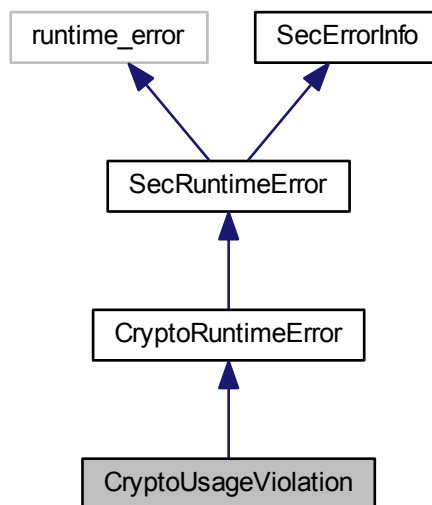 runtime_error
SecErrorInfo
SecRuntimeError
CryptoRuntimeError
CryptoUsageViolation